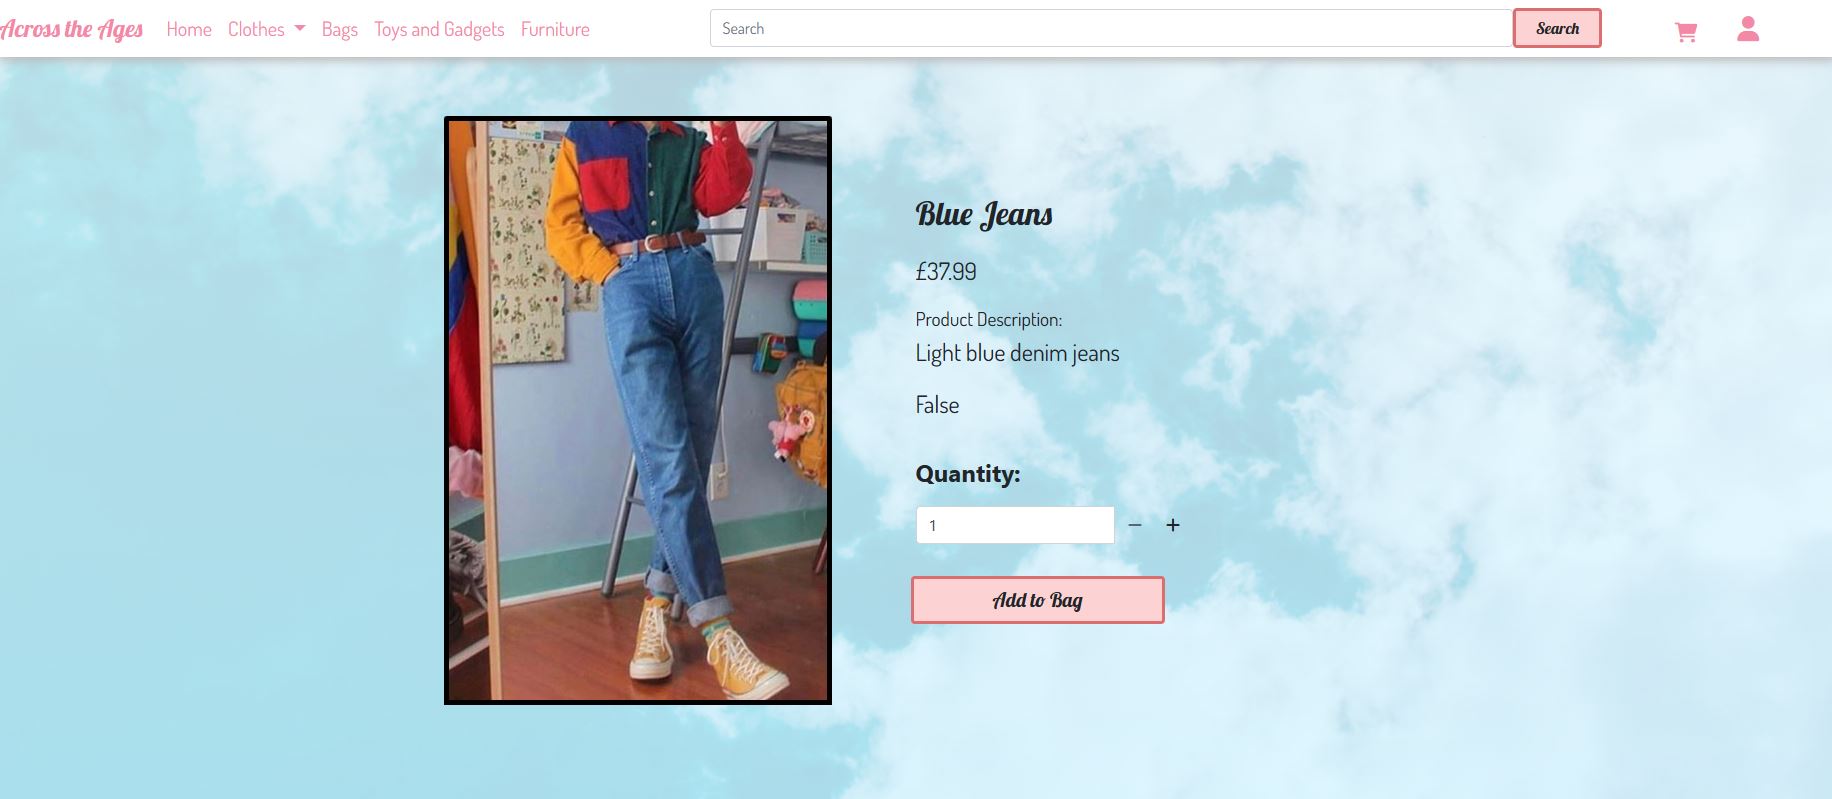 Across the Ages Home Clothes Bags Toys and Gadgets Furniture Search Search
Blue Jeans
£37.99
Product Description:
Light blue denim jeans
False
Quantity:
1 − +
Add to Bag